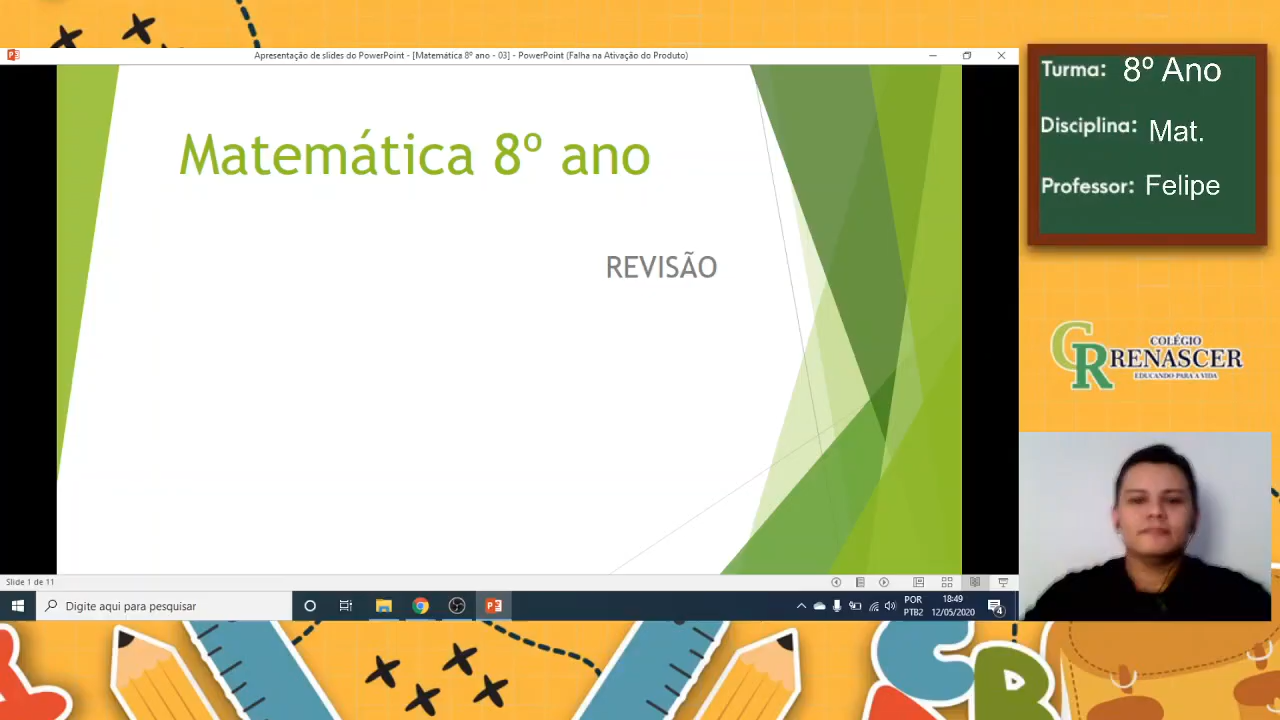 Apresentação de slides do PowerPoint - [Matemática 8º ano - 03] - PowerPoint (Falha na Ativação do Produto)
Matemática 8º ano
REVISÃO
Slide 1 de 11
Digite aqui para pesquisar
POR
PTB2
18:49
12/05/2020
4
Turma: 8º Ano
Disciplina: Mat.
Professor: Felipe
CR
COLÉGIO
RENASCER
EDUCANDO PARA A VIDA
C
B